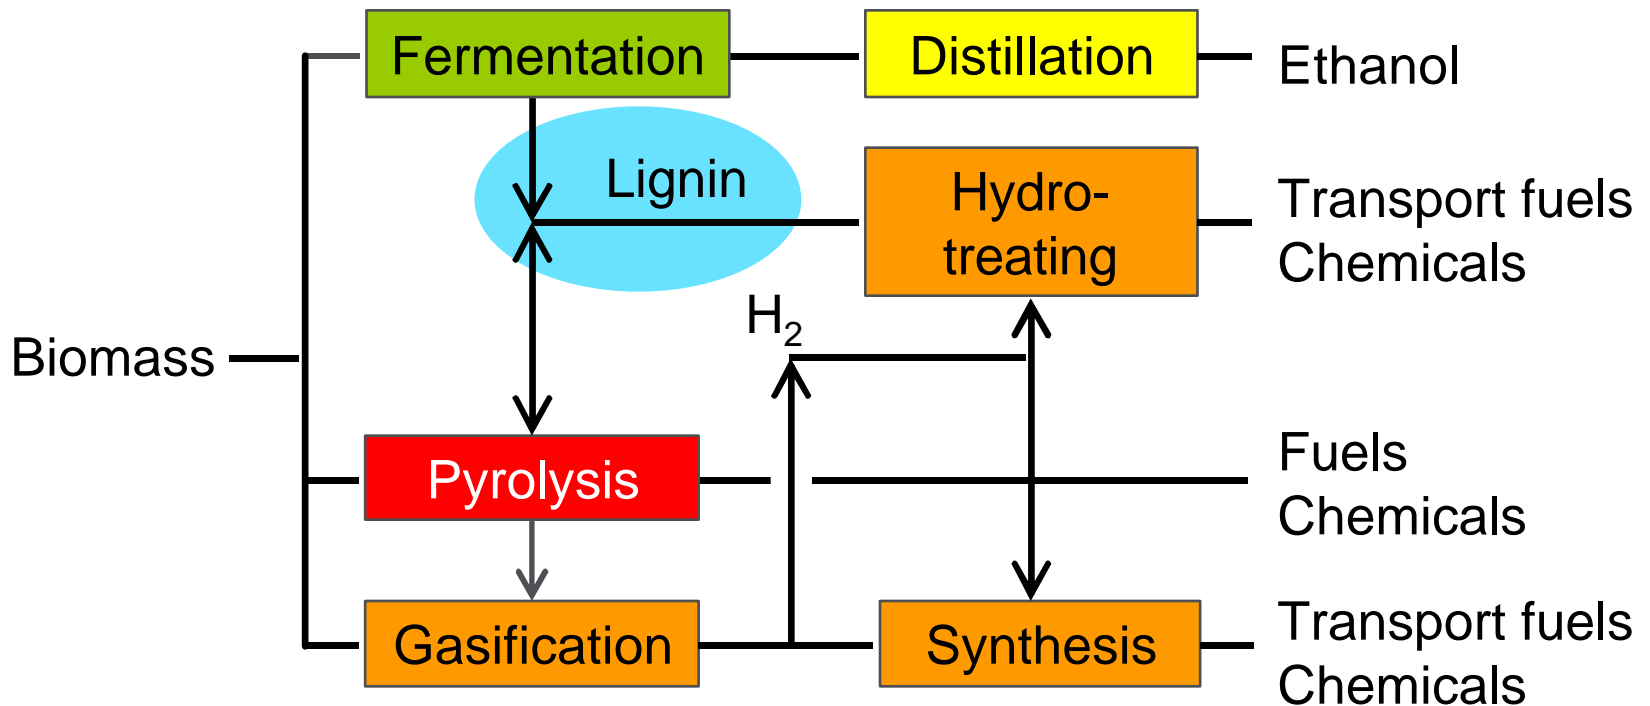 Fermentation
Distillation
Ethanol
Lignin
Hydro-
treating
Transport fuels
Chemicals
H₂
Biomass
Pyrolysis
Fuels
Chemicals
Gasification
Synthesis
Transport fuels
Chemicals